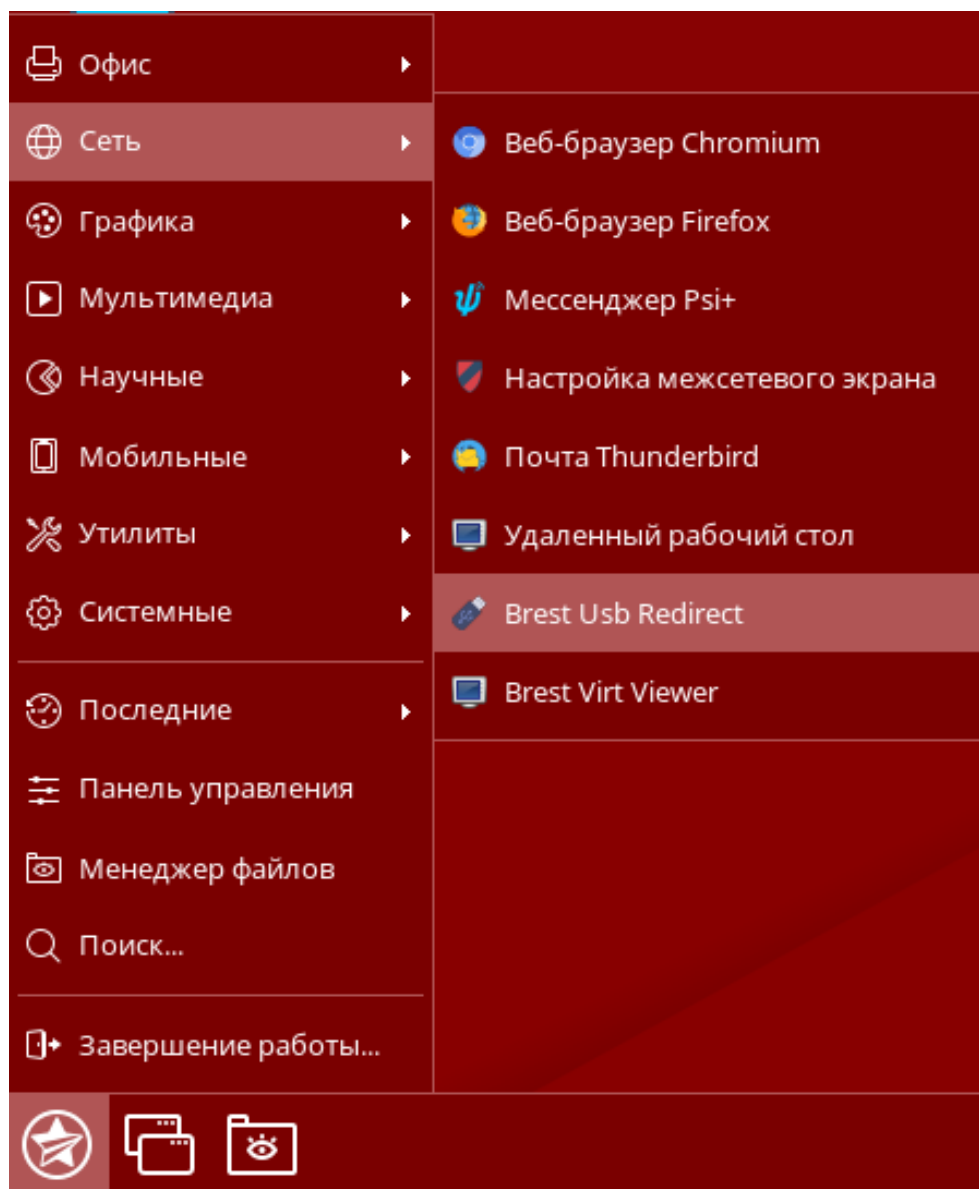 Офис
Сеть
Графика
Мультимедиа
Научные
Мобильные
Утилиты
Системные
Последние
Панель управления
Менеджер файлов
Поиск...
Завершение работы...
Веб-браузер Chromium
Веб-браузер Firefox
Мессенджер Psi+
Настройка межсетевого экрана
Почта Thunderbird
Удаленный рабочий стол
Brest Usb Redirect
Brest Virt Viewer